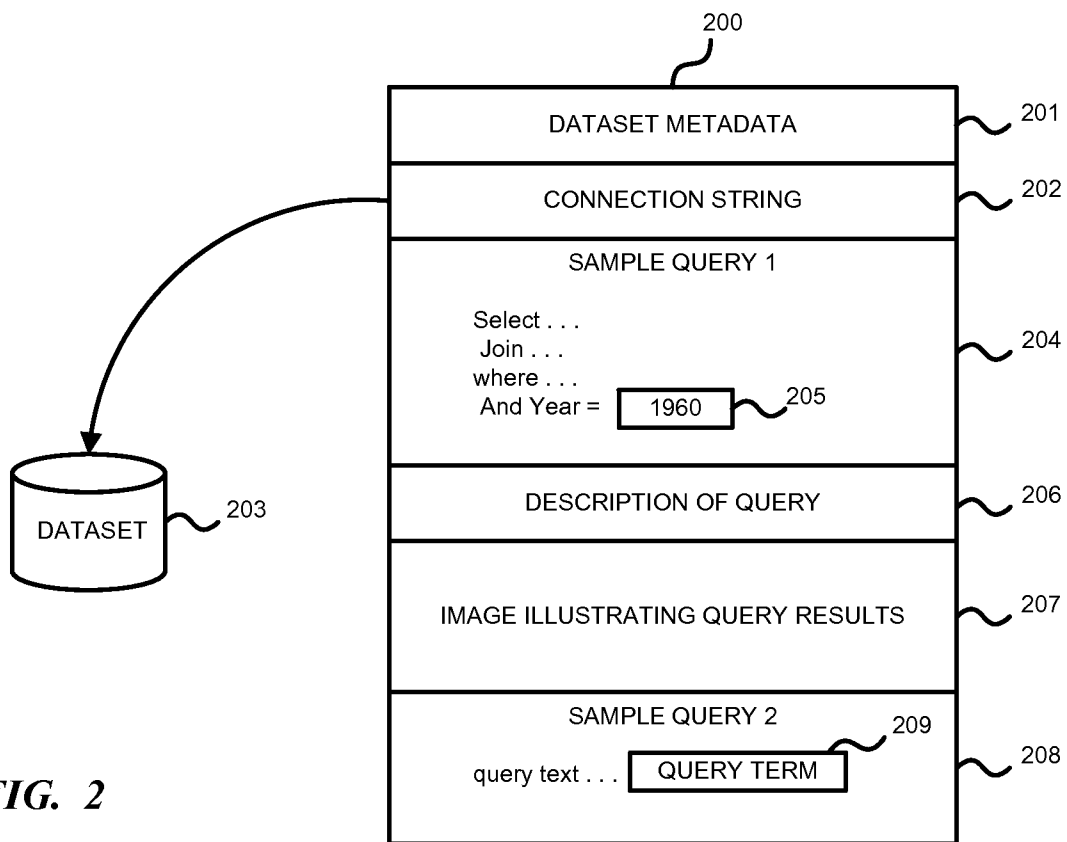 200
DATASET METADATA
201
CONNECTION STRING
202
SAMPLE QUERY 1
Select . . .
Join . . .
where . . .
And Year = 1960
205
204
DATASET
203
DESCRIPTION OF QUERY
206
IMAGE ILLUSTRATING QUERY RESULTS
207
SAMPLE QUERY 2
209
query text . . . QUERY TERM
208
FIG. 2